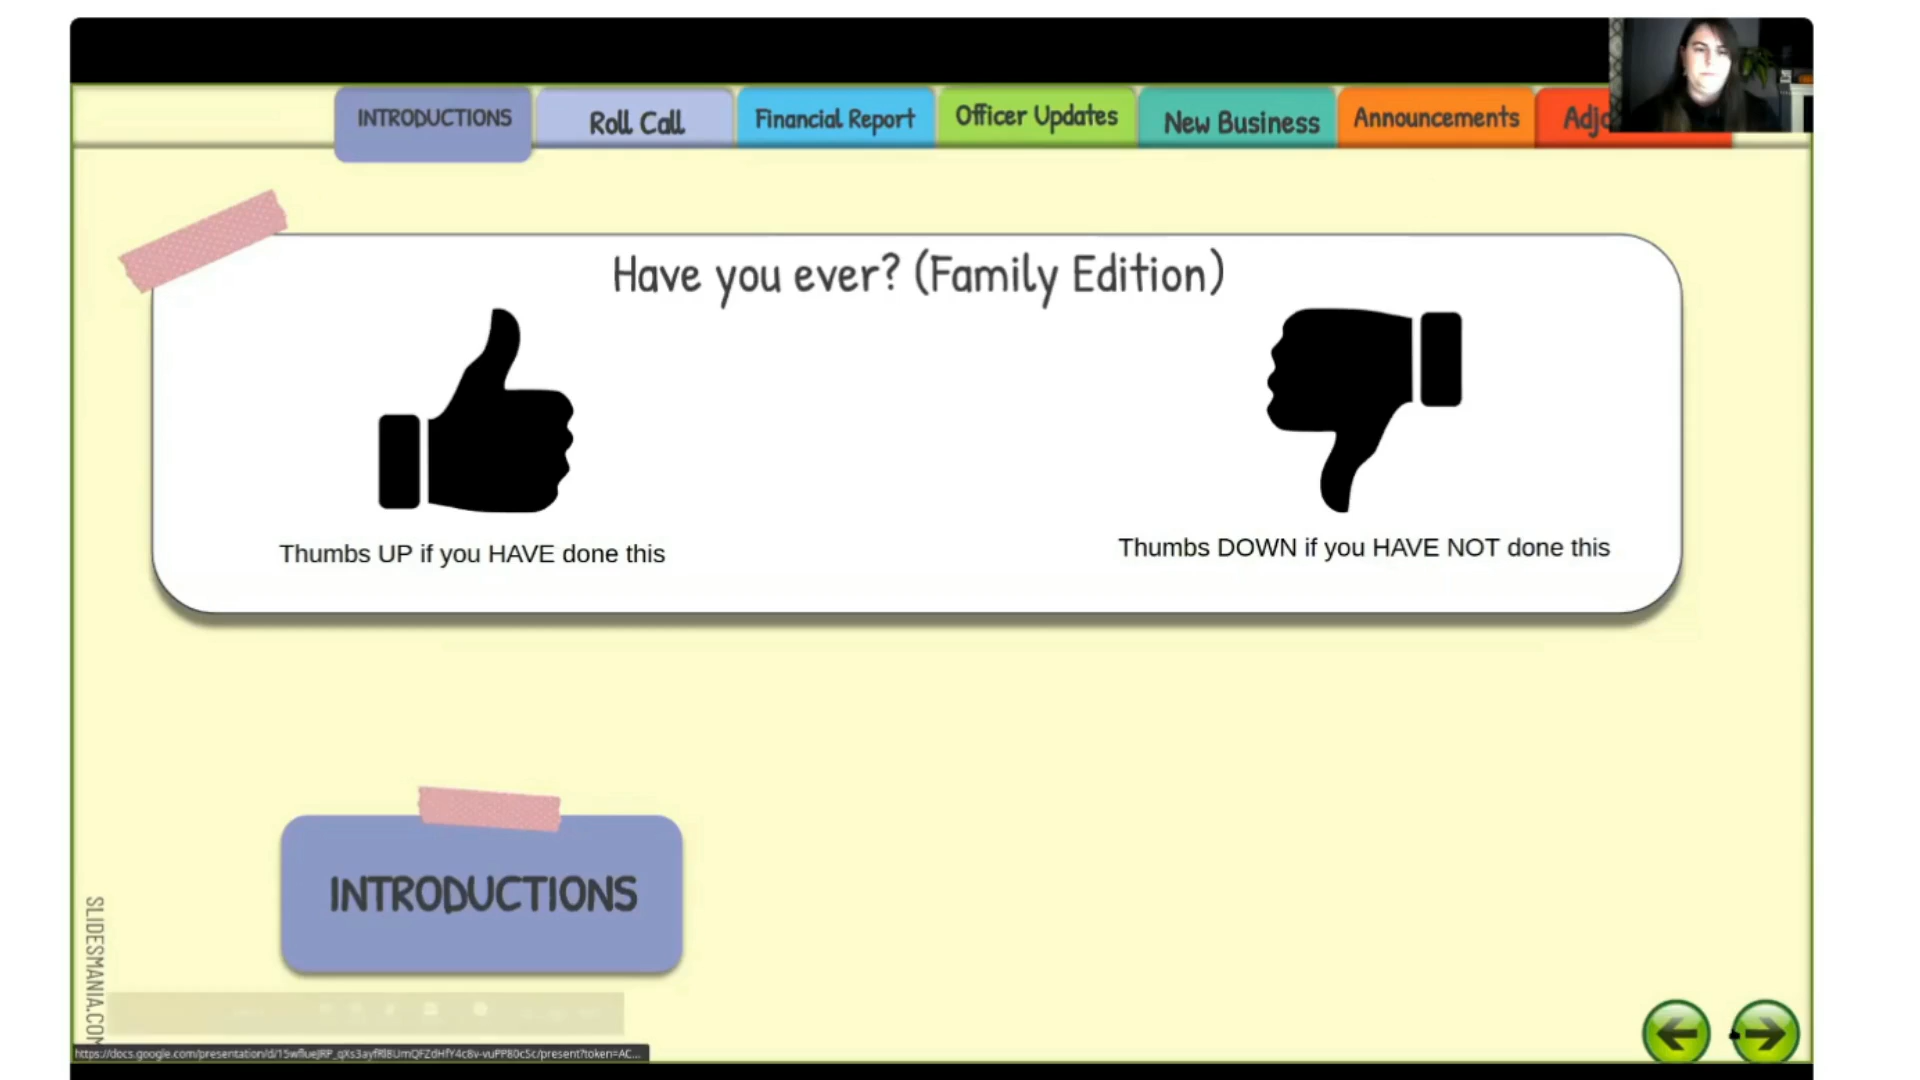 INTRODUCTIONS
Roll Call
Financial Report
Officer Updates
New Business
Announcements
Have you ever? (Family Edition)
Thumbs UP if you HAVE done this
Thumbs DOWN if you HAVE NOT done this
INTRODUCTIONS
SLIDESMANIA.COM